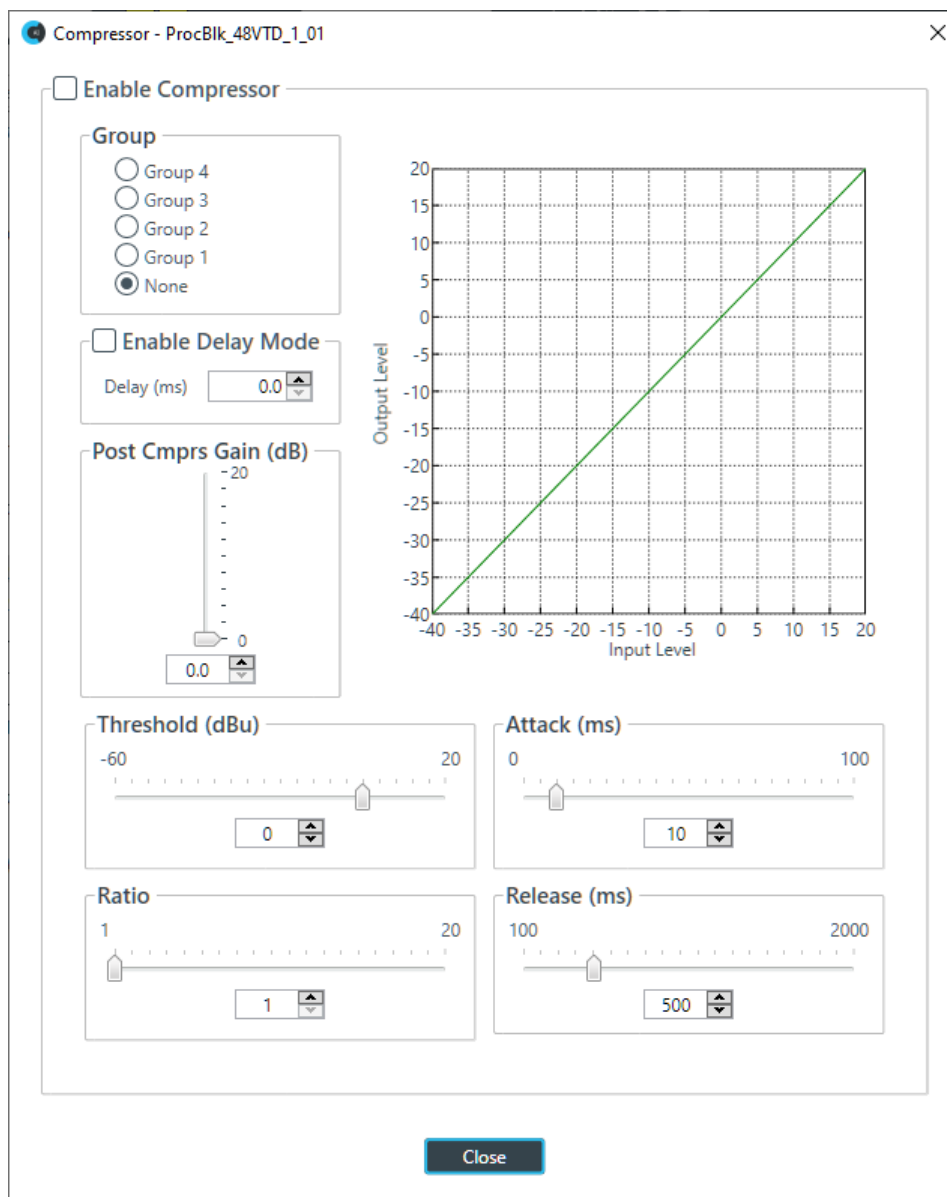 Compressor - ProcBlk_48VTD_1_01
Enable Compressor
Group
Group 4
Group 3
Group 2
Group 1
None
Enable Delay Mode
Delay (ms) 0.0
Post Cmprs Gain (dB)
20
0
0.0
Output Level
20
15
10
5
0
-5
-10
-15
-20
-25
-30
-35
-40
-40 -35 -30 -25 -20 -15 -10 -5 0 5 10 15 20
Input Level
Threshold (dBu)
-60 20
0
Attack (ms)
0 100
10
Ratio
1 20
1
Release (ms)
100 2000
500
Close